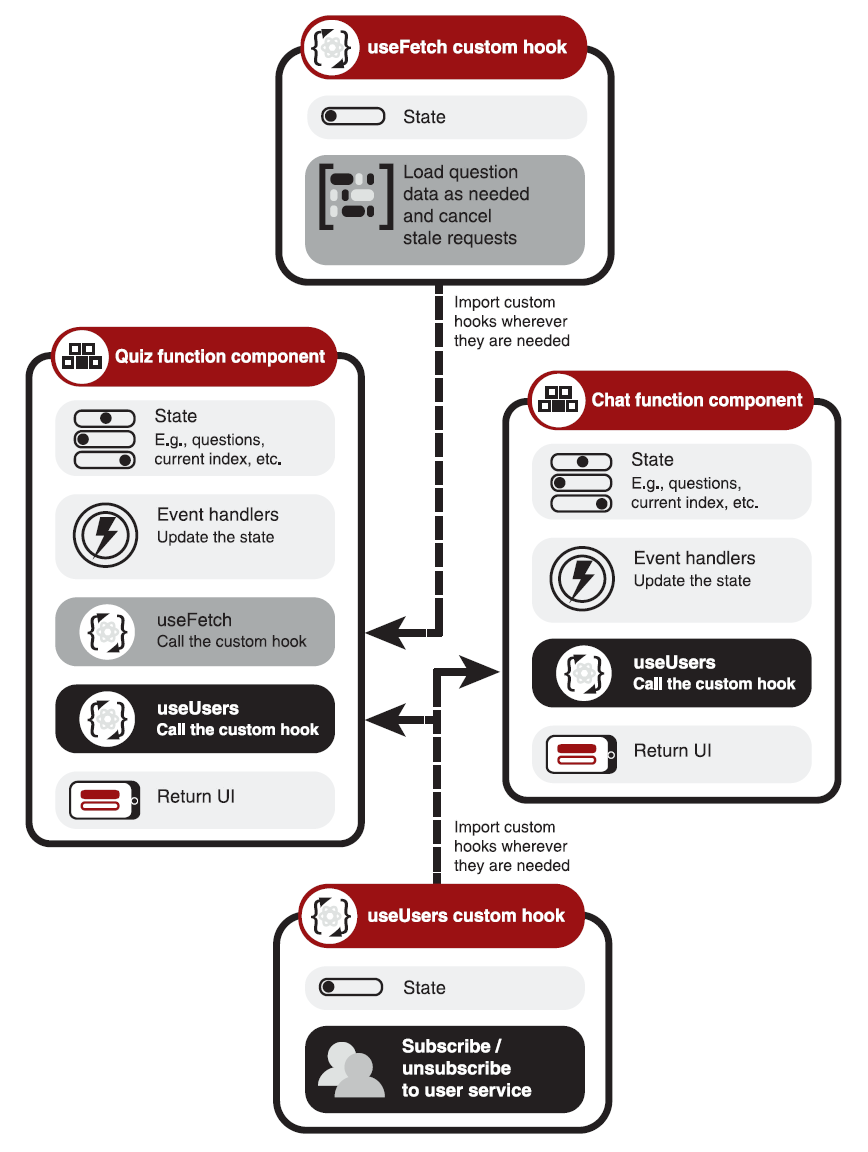 useFetch custom hook
State
Load question
data as needed
and cancel
stale requests
Import custom
hooks wherever
they are needed
Quiz function component
State
E.g., questions,
current index, etc.
Event handlers
Update the state
useFetch
Call the custom hook
useUsers
Call the custom hook
Return UI
Chat function component
State
E.g., questions,
current index, etc.
Event handlers
Update the state
useUsers
Call the custom hook
Return UI
Import custom
hooks wherever
they are needed
useUsers custom hook
State
Subscribe /
unsubscribe
to user service